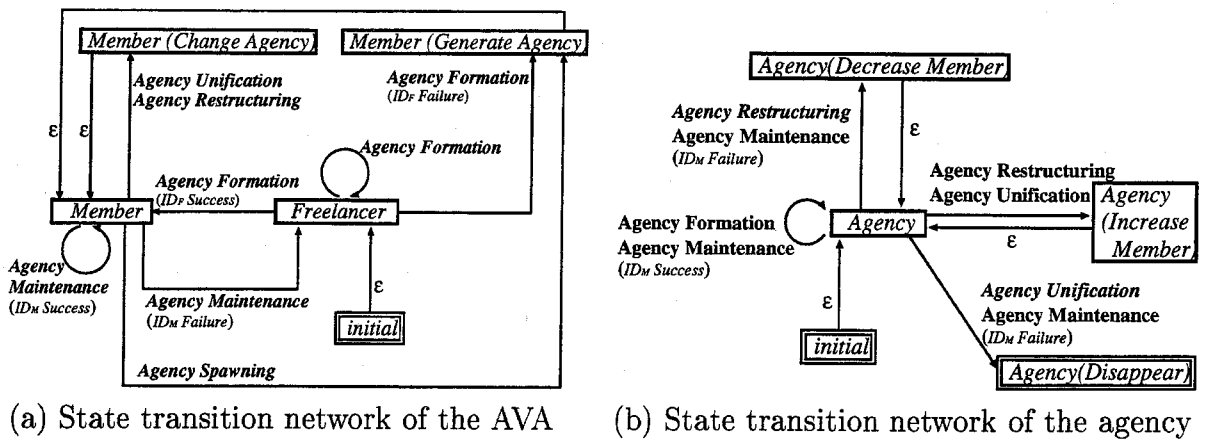 Member (Change Agency)
Member (Generate Agency)
Agency Unification
Agency Restructuring
Agency Formation
(IDF Failure)
ε
ε
Agency Formation
Agency Formation
(IDF Success)
Member
Freelancer
Agency
Maintenance
(IDM Success)
Agency Maintenance
(IDM Failure)
ε
initial
Agency Spawning
(a) State transition network of the AVA
Agency(Decrease Member)
Agency Restructuring
Agency Maintenance
(IDM Failure)
ε
Agency Restructuring
Agency Unification
Agency
(Increase
Member)
Agency Formation
Agency Maintenance
(IDM Success)
Agency
ε
ε
initial
Agency Unification
Agency Maintenance
(IDM Failure)
Agency(Disappear)
(b) State transition network of the agency